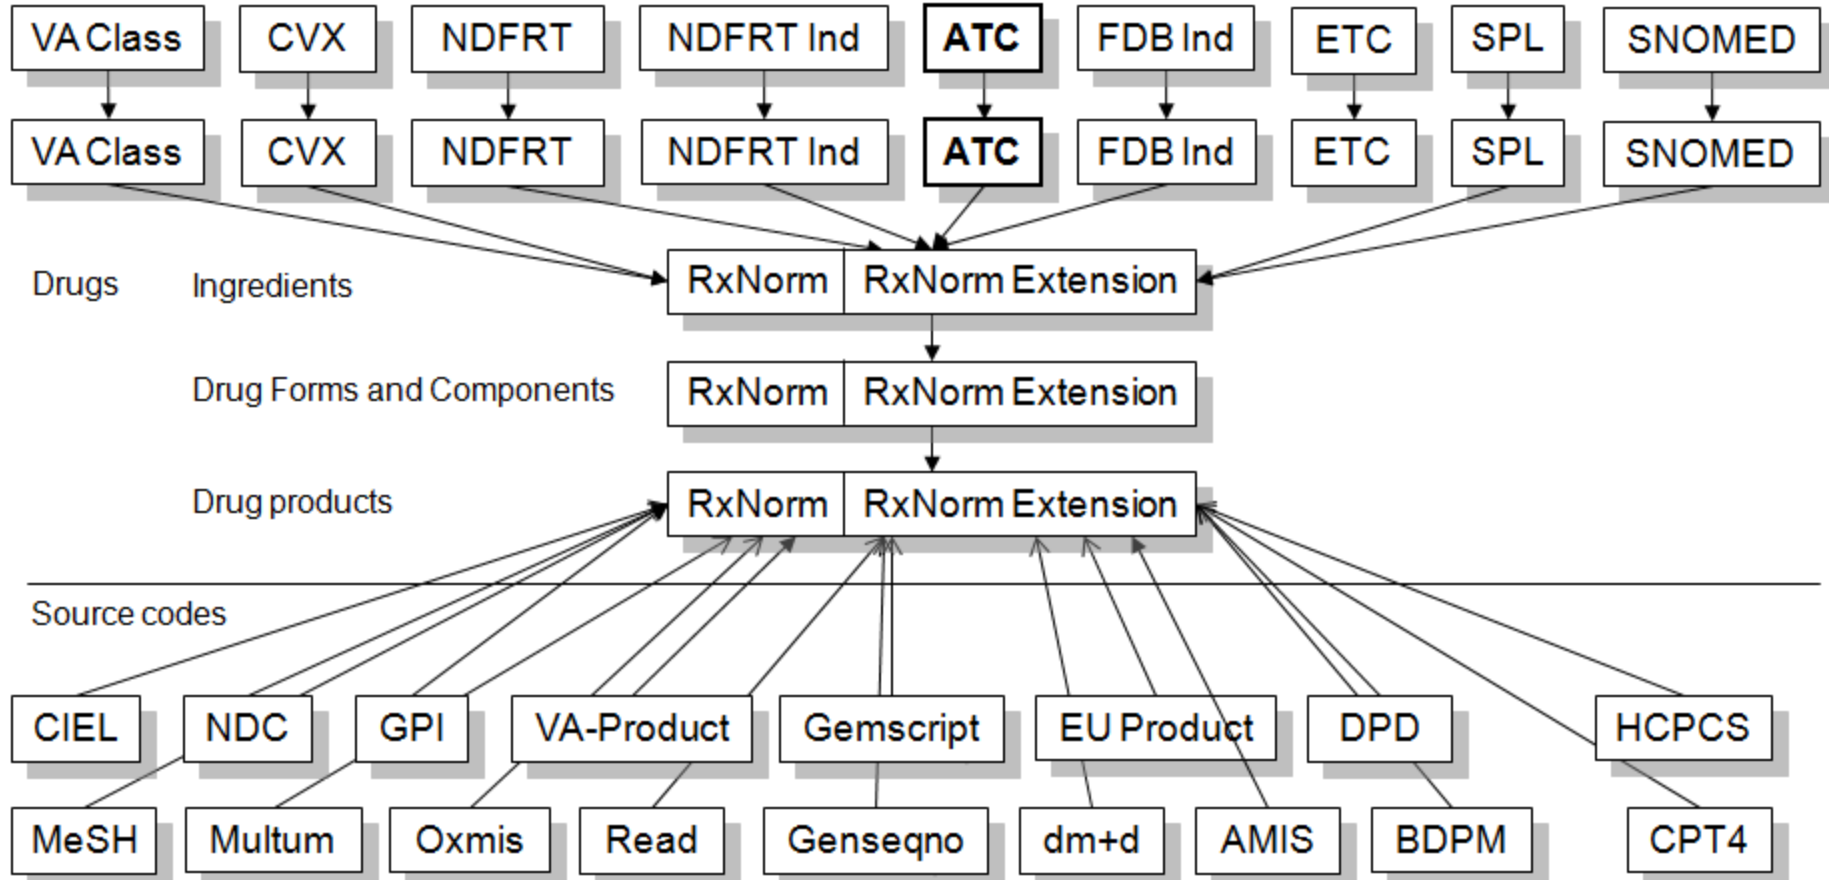 VA Class CVX NDFRT NDFRT Ind ATC FDB Ind ETC SPL SNOMED
VA Class CVX NDFRT NDFRT Ind ATC FDB Ind ETC SPL SNOMED
Drugs Ingredients RxNorm RxNorm Extension
Drug Forms and Components RxNorm RxNorm Extension
Drug products RxNorm RxNorm Extension
Source codes
CIEL NDC GPI VA-Product Gemscript EU Product DPD HCPCS
MeSH Multum Oxmis Read Genseqno dm+d AMIS BDPM CPT4